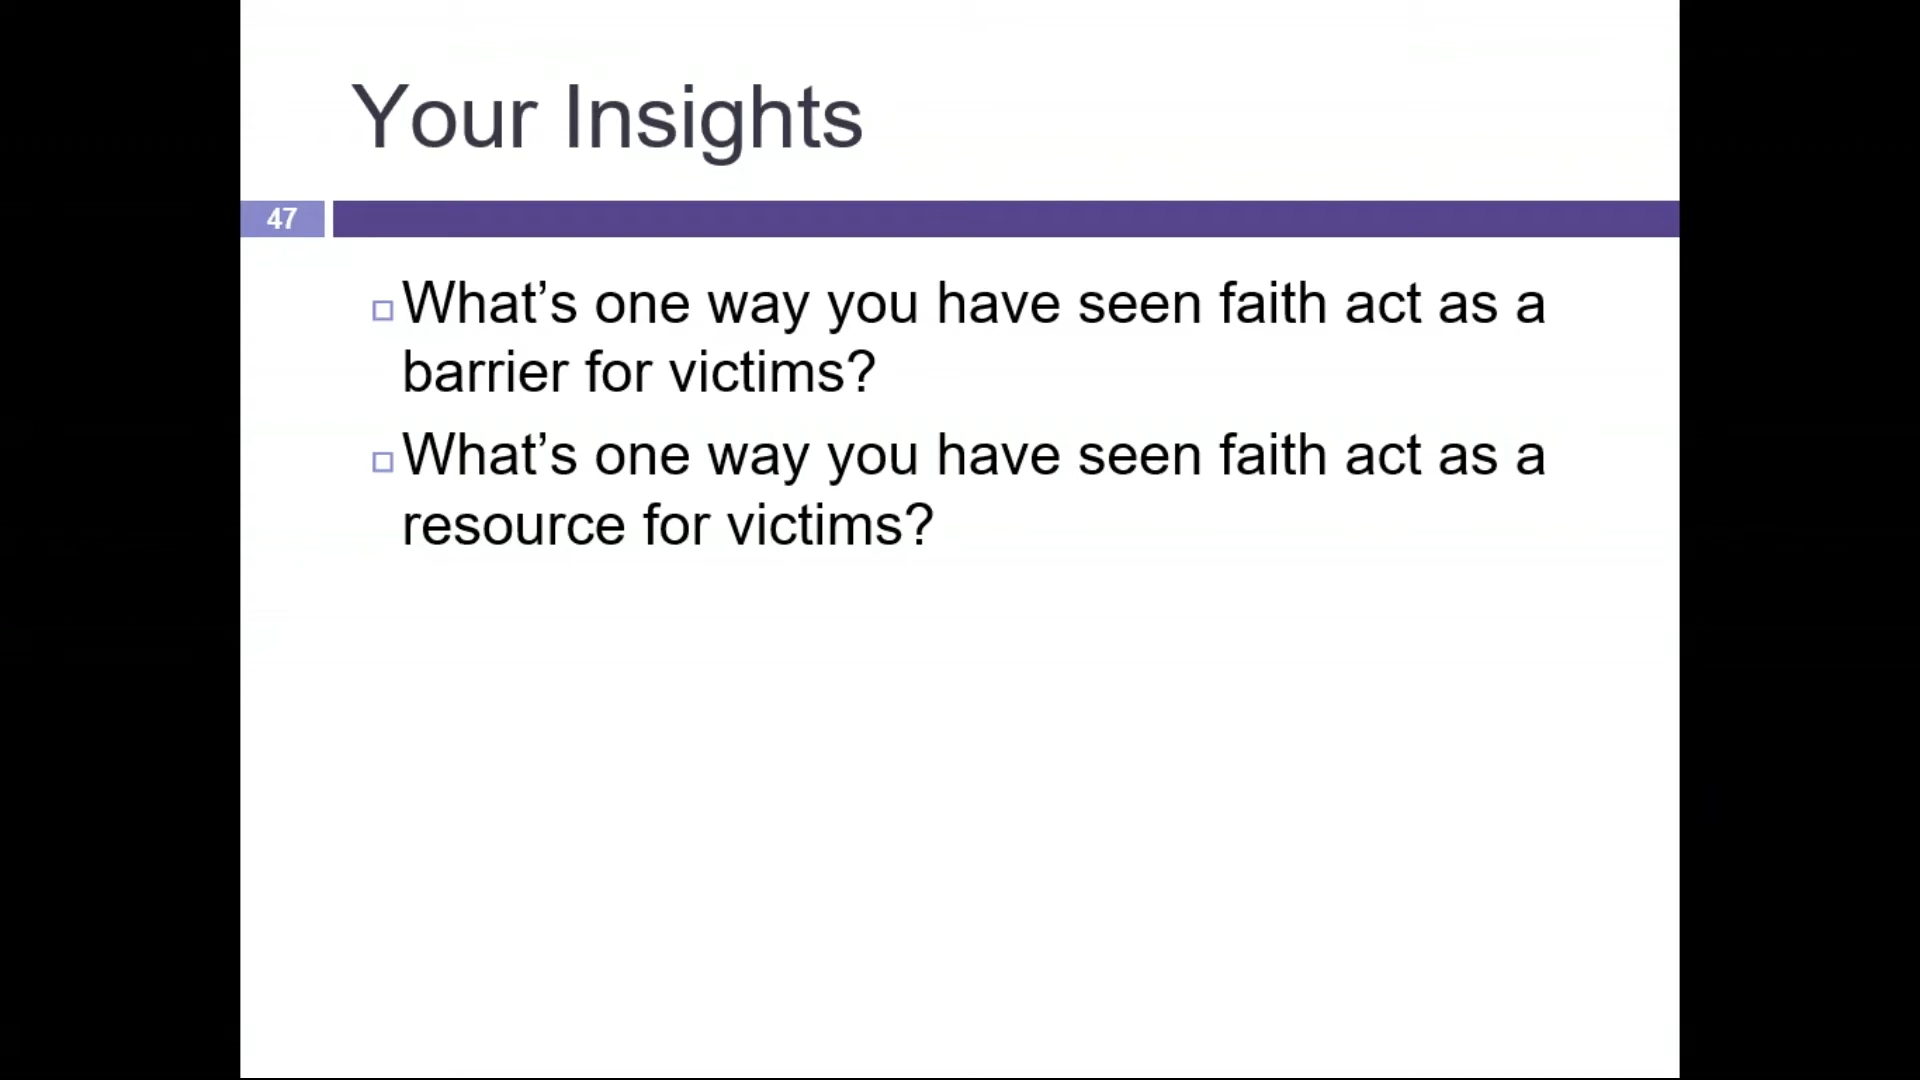 Your Insights
47
What’s one way you have seen faith act as a
barrier for victims?
What’s one way you have seen faith act as a
resource for victims?